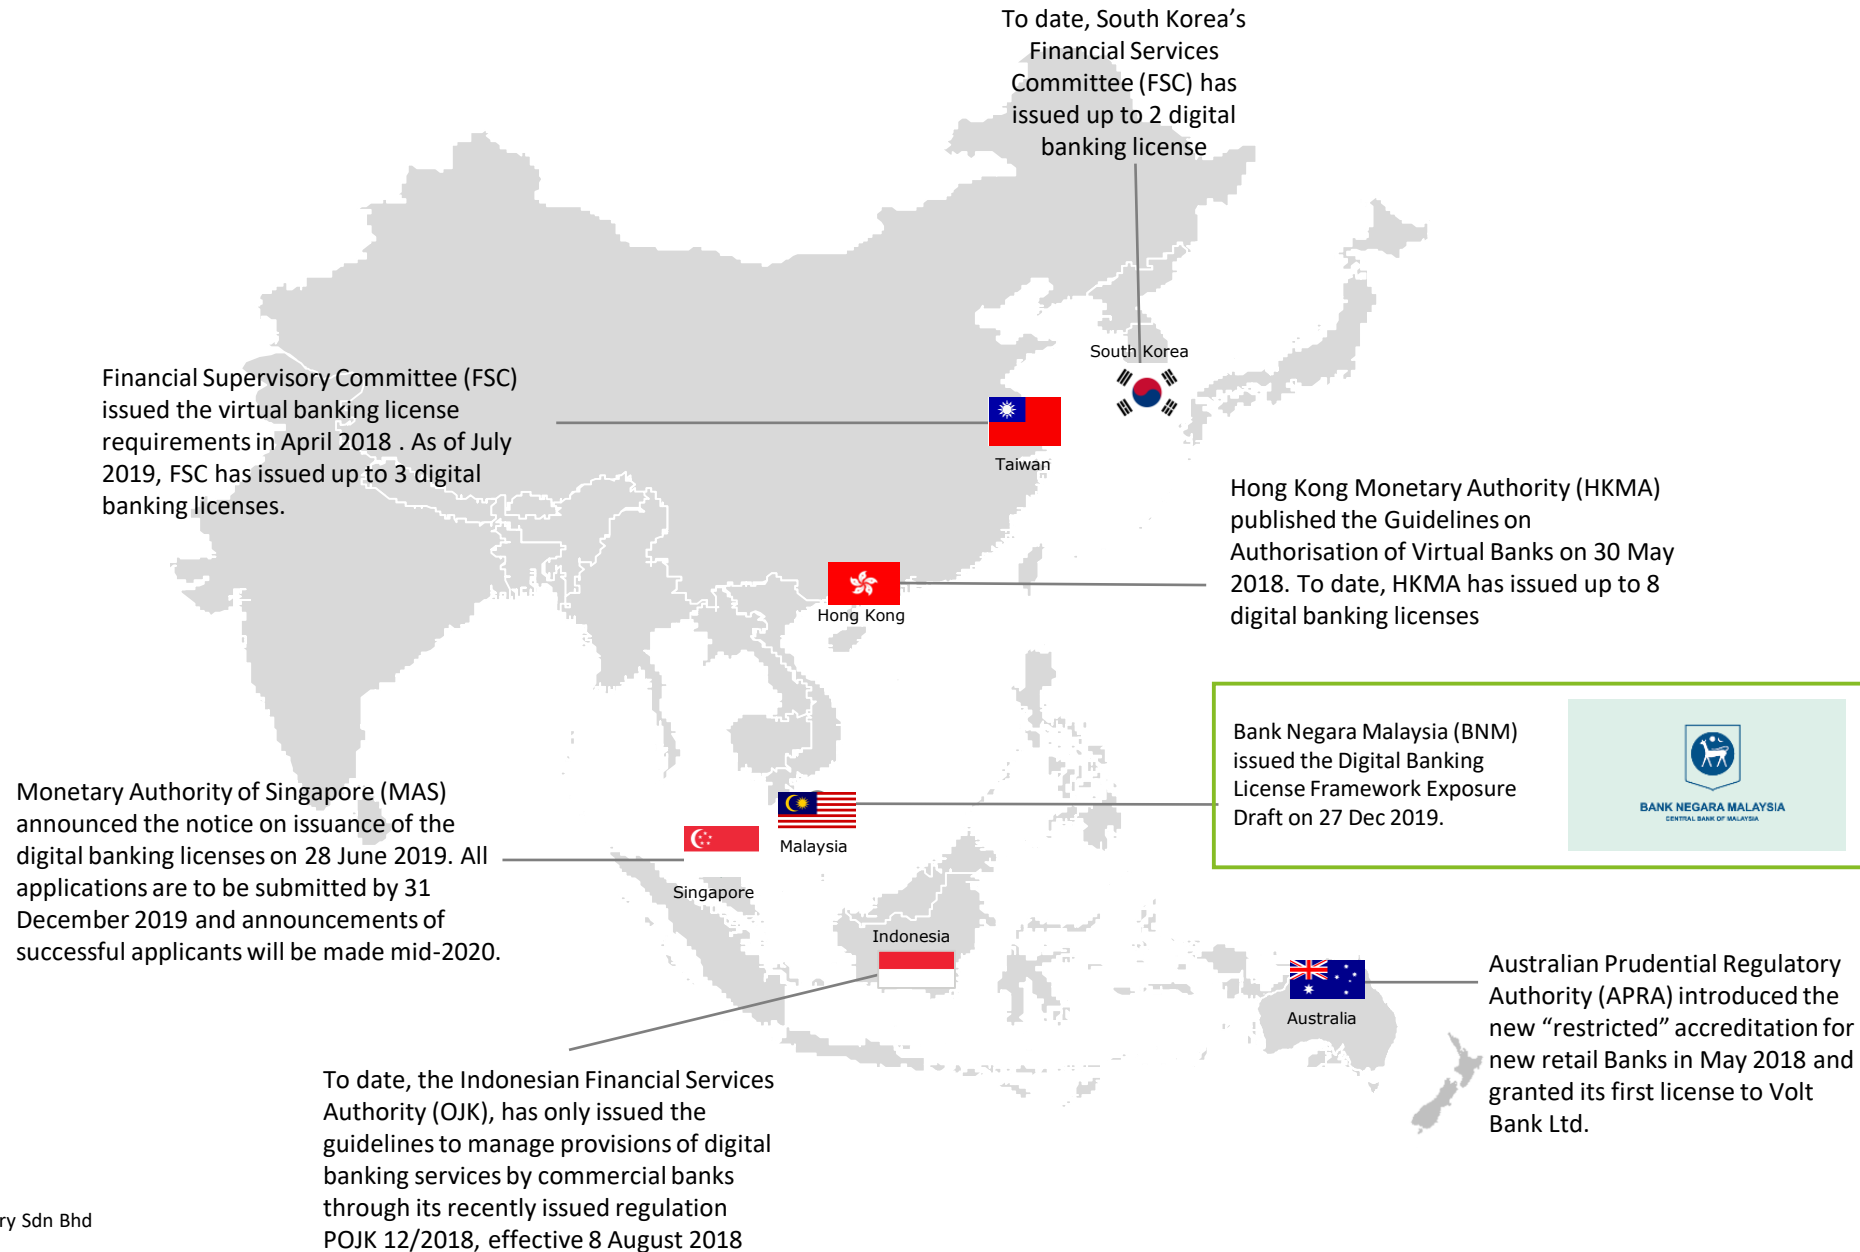 To date, South Korea’s
Financial Services
Committee (FSC) has
issued up to 2 digital
banking license
South Korea
Financial Supervisory Committee (FSC)
issued the virtual banking license
requirements in April 2018 . As of July
2019, FSC has issued up to 3 digital
banking licenses.
Taiwan
Hong Kong Monetary Authority (HKMA)
published the Guidelines on
Authorisation of Virtual Banks on 30 May
2018. To date, HKMA has issued up to 8
digital banking licenses
Hong Kong
Bank Negara Malaysia (BNM)
issued the Digital Banking
License Framework Exposure
Draft on 27 Dec 2019.
BANK NEGARA MALAYSIA
CENTRAL BANK OF MALAYSIA
Malaysia
Monetary Authority of Singapore (MAS)
announced the notice on issuance of the
digital banking licenses on 28 June 2019. All
applications are to be submitted by 31
December 2019 and announcements of
successful applicants will be made mid-2020.
Singapore
Indonesia
Australian Prudential Regulatory
Authority (APRA) introduced the
new “restricted” accreditation for
new retail Banks in May 2018 and
granted its first license to Volt
Bank Ltd.
Australia
To date, the Indonesian Financial Services
Authority (OJK), has only issued the
guidelines to manage provisions of digital
banking services by commercial banks
through its recently issued regulation
POJK 12/2018, effective 8 August 2018
ry Sdn Bhd